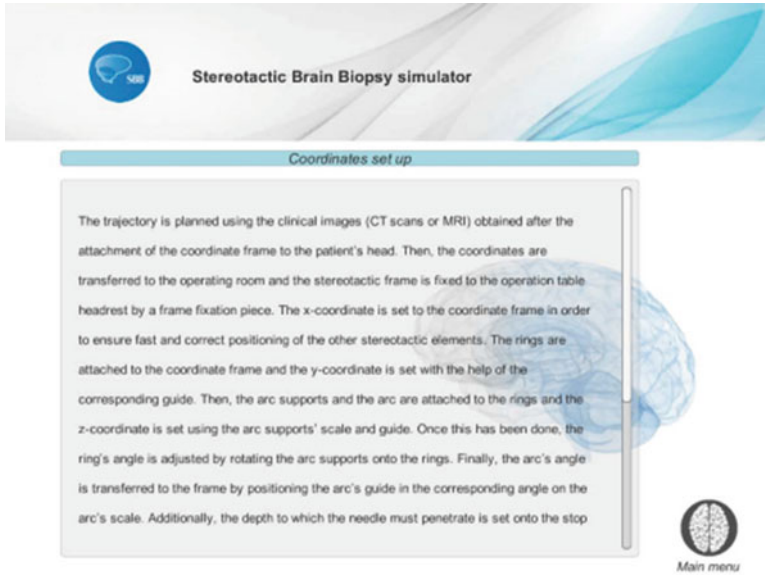 SBB
Stereotactic Brain Biopsy simulator
Coordinates set up
The trajectory is planned using the clinical images (CT scans or MRI) obtained after the
attachment of the coordinate frame to the patient's head. Then, the coordinates are
transferred to the operating room and the stereotactic frame is fixed to the operation table
headrest by a frame fixation piece. The x-coordinate is set to the coordinate frame in order
to ensure fast and correct positioning of the other stereotactic elements. The rings are
attached to the coordinate frame and the y-coordinate is set with the help of the
corresponding guide. Then, the arc supports and the arc are attached to the rings and the
z-coordinate is set using the arc supports' scale and guide. Once this has been done, the
ring's angle is adjusted by rotating the arc supports onto the rings. Finally, the arc's angle
is transferred to the frame by positioning the arc's guide in the corresponding angle on the
arc's scale. Additionally, the depth to which the needle must penetrate is set onto the stop
Main menu